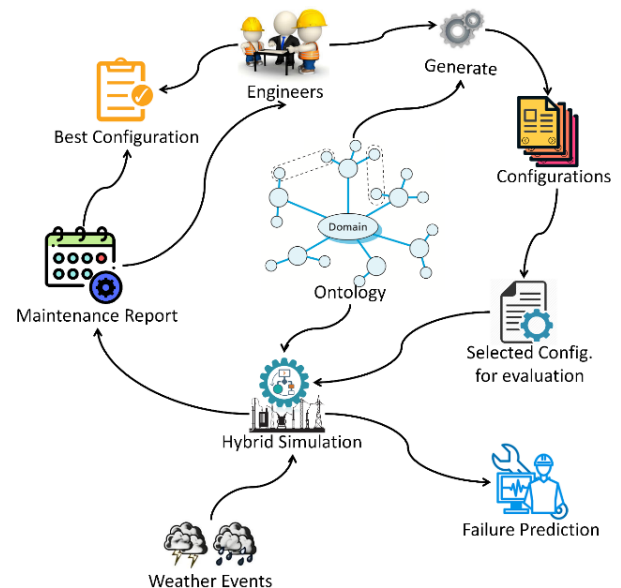 Engineers
Generate
Best Configuration
Configurations
Domain
Ontology
Maintenance Report
Selected Config.
for evaluation
Hybrid Simulation
Failure Prediction
Weather Events